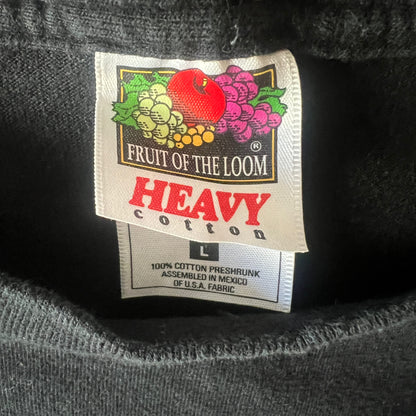 FRUIT OF THE LOOM ®
HEAVY
cotton
L
100% COTTON PRESHRUNK
ASSEMBLED IN MEXICO
OF U.S.A. FABRIC